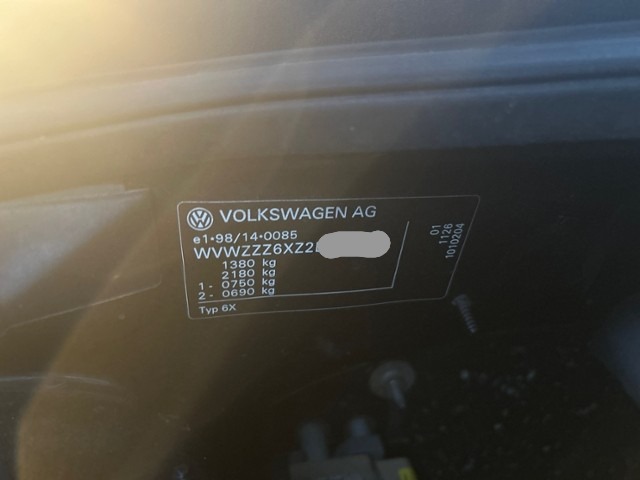 VOLKSWAGEN AG
e1*98/14*0085
WVWZZZ6XZ2
1380 kg
2180 kg
1 - 0750 kg
2 - 0690 kg
Typ 6X
01
1126
1010204